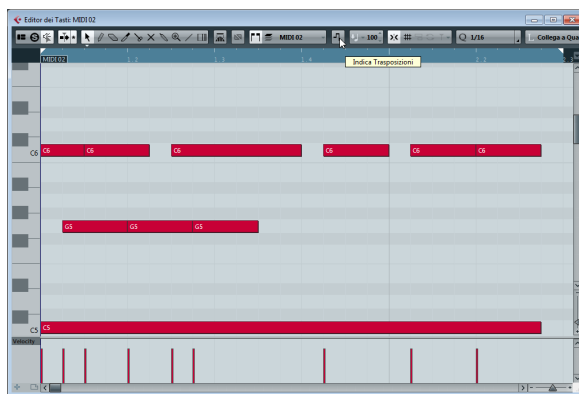 Editor dei Tasti: MIDI 02
MIDI 02 100 Q 1/16 Collega a Qua
Indica Trasposizioni
MIDI 02 1. 2 1. 3 1. 4 2. 2 2. 3
C6 C6 C6 C6 C6 C6 C6
G5 G5 G5
C5 C5
Velocity